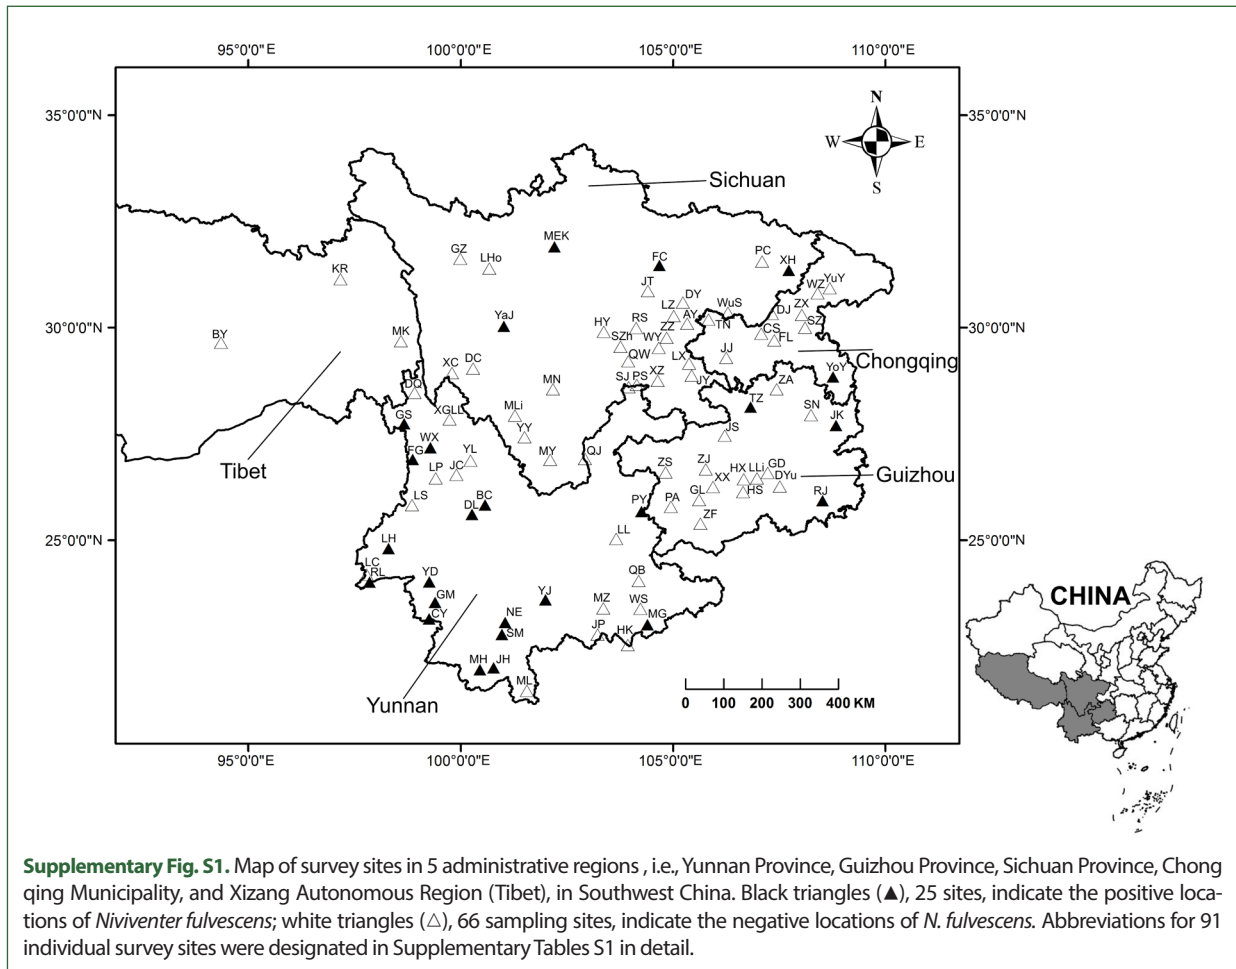 95°0'0"E 100°0'0"E 105°0'0"E 110°0'0"E
35°0'0"N 35°0'0"N
N
W E
S
Sichuan
MEK
GZ LHo FC PC XH
KR JT WZ YuY
LZ DY WuS DJ ZX
YaJ HY RS AY TN CS SZ
30°0'0"N 30°0'0"N
BY MK SZh WY ZZ JJ FL
Chongqing
XC DC QW LX
DQ MN SJ PS XZ JY ZA YoY
GS XGLL MLi TZ SN JK
WX YY JS
FG YL MY QJ
Tibet
LP JC ZS ZJ HX LLi GD DYu
Guizhou
LS BC GL XX HS RJ
DL PY PA
ZF
25°0'0"N 25°0'0"N
LH LL
LC
RL YD QB
GM YJ MZ WS
CY NE MG
SM JP HK
MH JH
ML
Yunnan
0 100 200 300 400 KM
CHINA
95°0'0"E 100°0'0"E 105°0'0"E 110°0'0"E
Supplementary Fig. S1. Map of survey sites in 5 administrative regions , i.e., Yunnan Province, Guizhou Province, Sichuan Province, Chong
qing Municipality, and Xizang Autonomous Region (Tibet), in Southwest China. Black triangles (▲), 25 sites, indicate the positive loca-
tions of Niviventer fulvescens; white triangles (△), 66 sampling sites, indicate the negative locations of N. fulvescens. Abbreviations for 91
individual survey sites were designated in Supplementary Tables S1 in detail.